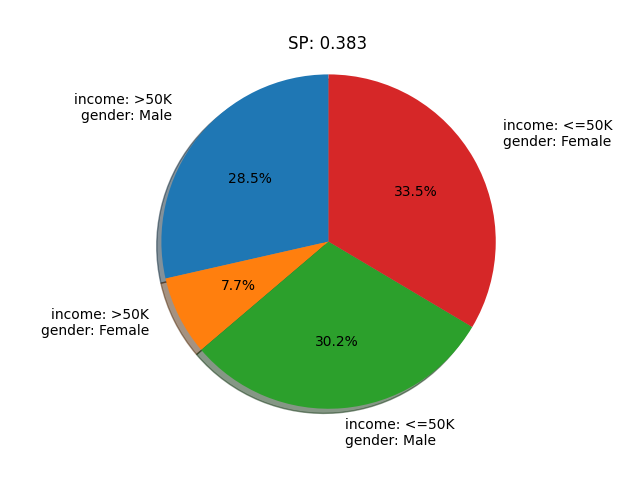 SP: 0.383
income: >50K
gender: Male
28.5%
income: <=50K
gender: Female
33.5%
income: >50K
gender: Female
7.7%
30.2%
income: <=50K
gender: Male